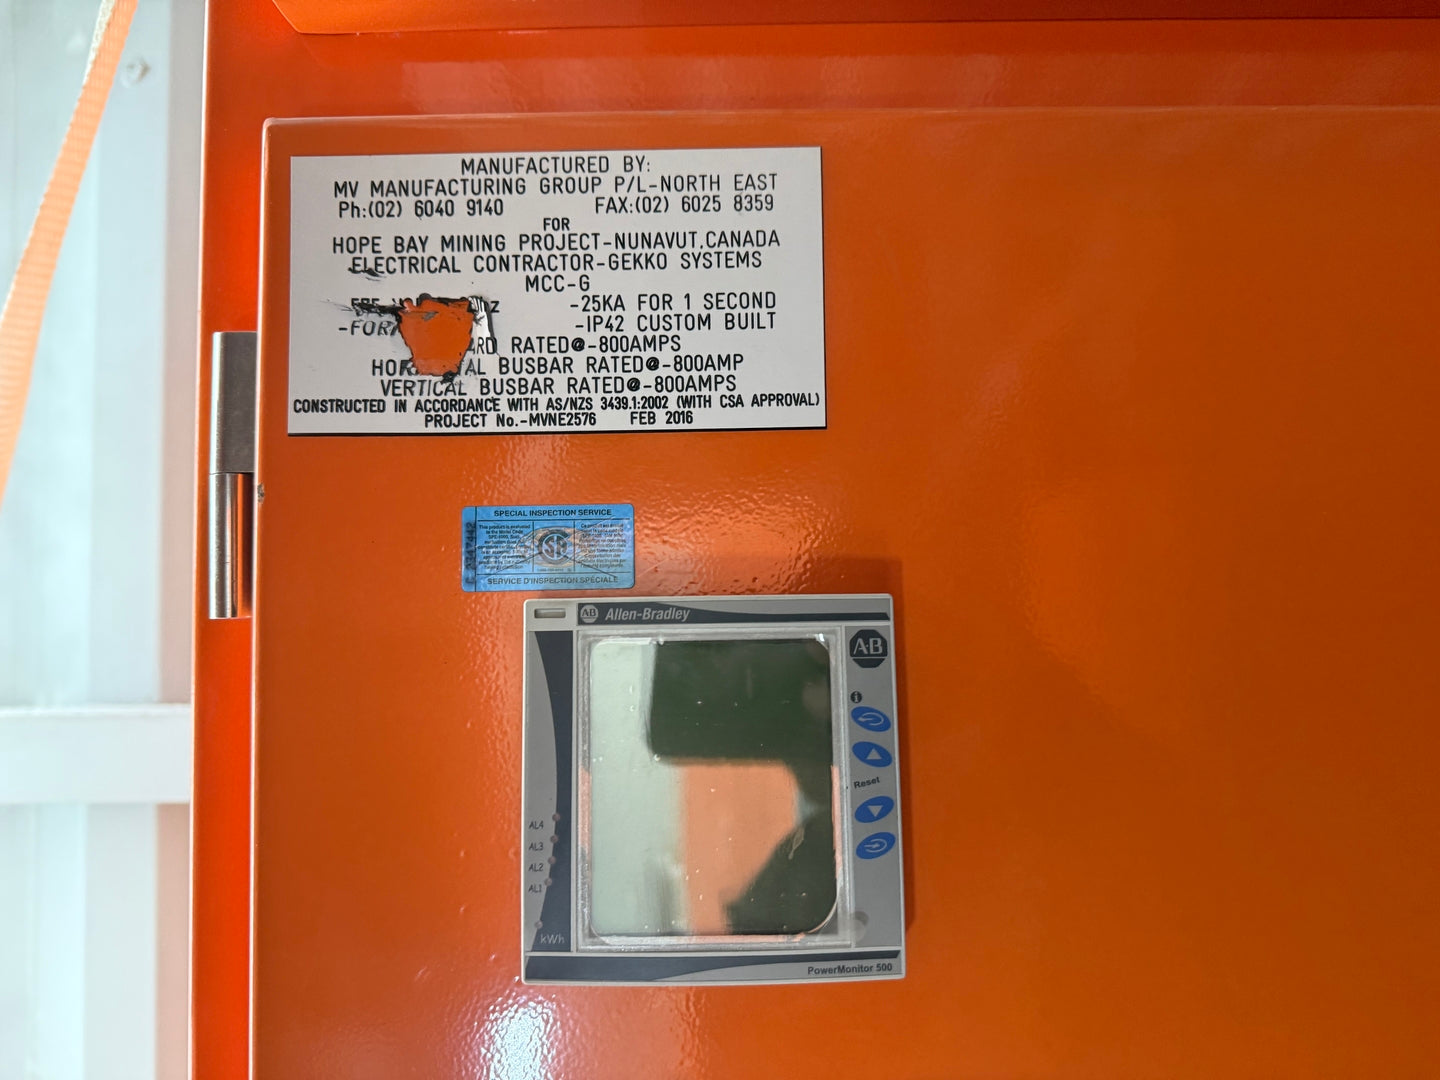 MANUFACTURED BY:
MV MANUFACTURING GROUP P/L-NORTH EAST
Ph:(02) 6040 9140 FAX:(02) 6025 8359
FOR
HOPE BAY MINING PROJECT-NUNAVUT,CANADA
ELECTRICAL CONTRACTOR-GEKKO SYSTEMS
MCC-G
-25KA FOR 1 SECOND
-IP42 CUSTOM BUILT
RATED@-800AMPS
BUSBAR RATED@-800AMP
VERTICAL BUSBAR RATED@-800AMPS
CONSTRUCTED IN ACCORDANCE WITH AS/NZS 3439.1:2002 (WITH CSA APPROVAL)
PROJECT No.-MVNE2576 FEB 2016
SPECIAL INSPECTION SERVICE
SERVICE D'INSPECTION SPÉCIALE
AB Allen-Bradley
A-B
Reset
AL4
AL3
AL2
AL1
kWh
PowerMonitor 500